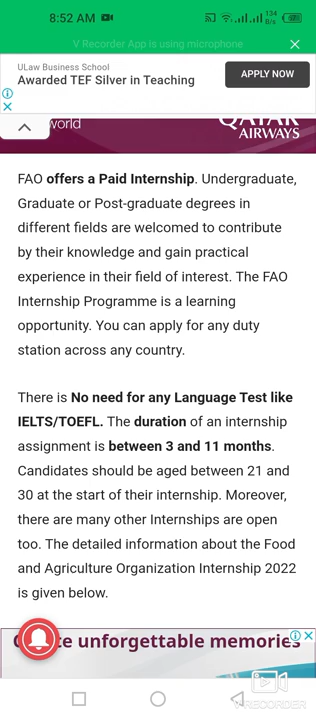 8:52 AM
134
B/s
V Recorder App is using microphone
ULaw Business School
Awarded TEF Silver in Teaching
APPLY NOW
world
QATAR
AIRWAYS
FAO offers a Paid Internship. Undergraduate,
Graduate or Post-graduate degrees in
different fields are welcomed to contribute
by their knowledge and gain practical
experience in their field of interest. The FAO
Internship Programme is a learning
opportunity. You can apply for any duty
station across any country.
There is No need for any Language Test like
IELTS/TOEFL. The duration of an internship
assignment is between 3 and 11 months.
Candidates should be aged between 21 and
30 at the start of their internship. Moreover,
there are many other Internships are open
too. The detailed information about the Food
and Agriculture Organization Internship 2022
is given below.
unforgettable memories
V RECORDER